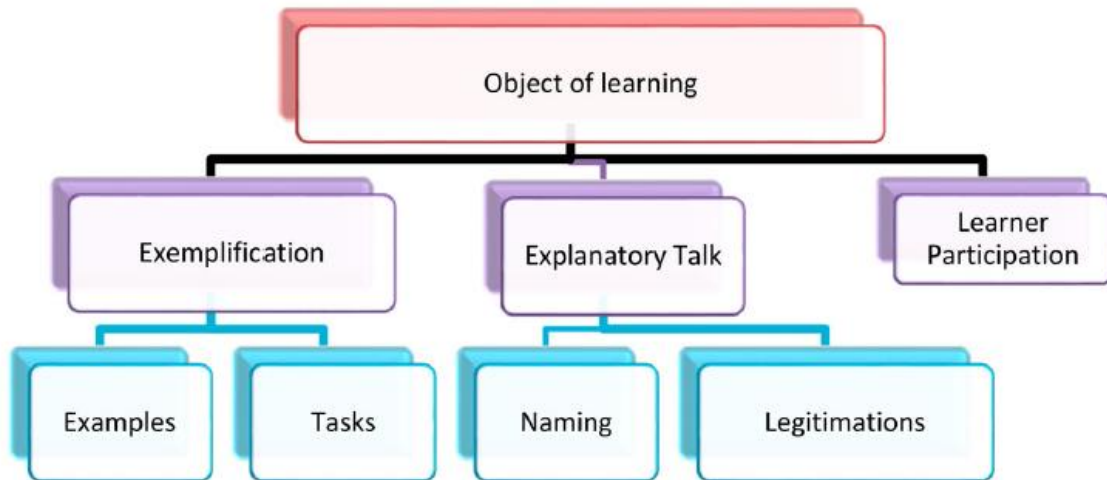 Object of learning
Exemplification
Explanatory Talk
Learner
Participation
Examples
Tasks
Naming
Legitimations